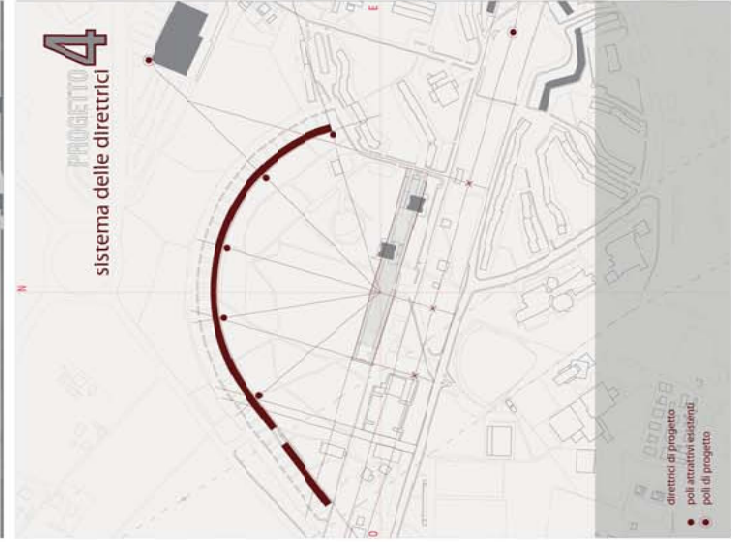 PROGETTO 4
sistema delle direttrici
N
E
O
direttrici di progetto
poli attrattivi esistenti
poli di progetto